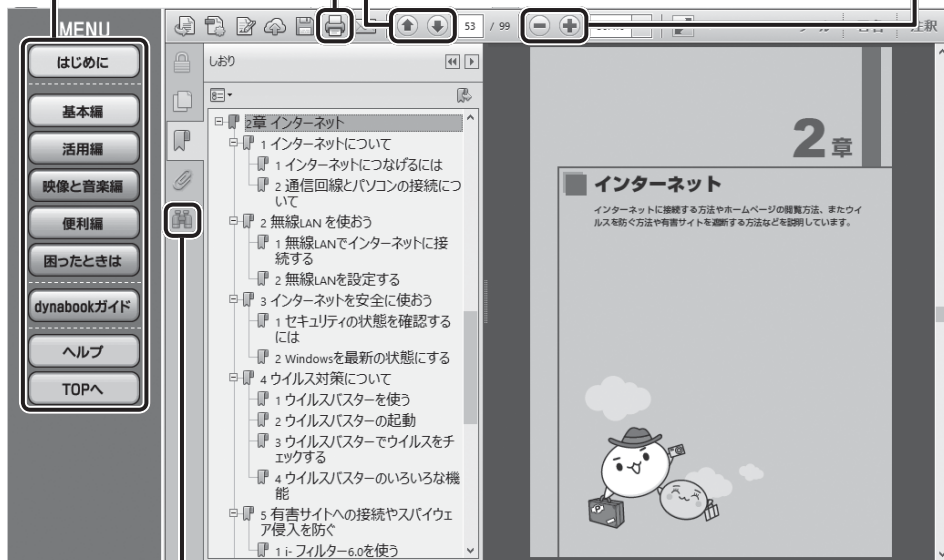 MENU
はじめに
基本編
活用編
映像と音楽編
便利編
困ったときは
dynabookガイド
ヘルプ
TOPへ
53 / 99
注釈
しおり
2章 インターネット
1 インターネットについて
1 インターネットにつなげるには
2 通信回線とパソコンの接続につ
いて
2 無線LAN を使おう
1 無線LANでインターネットに接
続する
2 無線LANを設定する
3 インターネットを安全に使おう
1 セキュリティの状態を確認する
には
2 Windowsを最新の状態にする
4 ウイルス対策について
1 ウイルスバスターを使う
2 ウイルスバスターの起動
3 ウイルスバスターでウイルスをチ
ェックする
4 ウイルスバスターのいろいろな機
能
5 有害サイトへの接続やスパイウェ
ア侵入を防ぐ
1 i- フィルター6.0を使う
2章
インターネット
インターネットに接続する方法やホームページの閲覧方法、またウイ
ルスを防ぐ方法や有害サイトを遮断する方法などを説明しています。